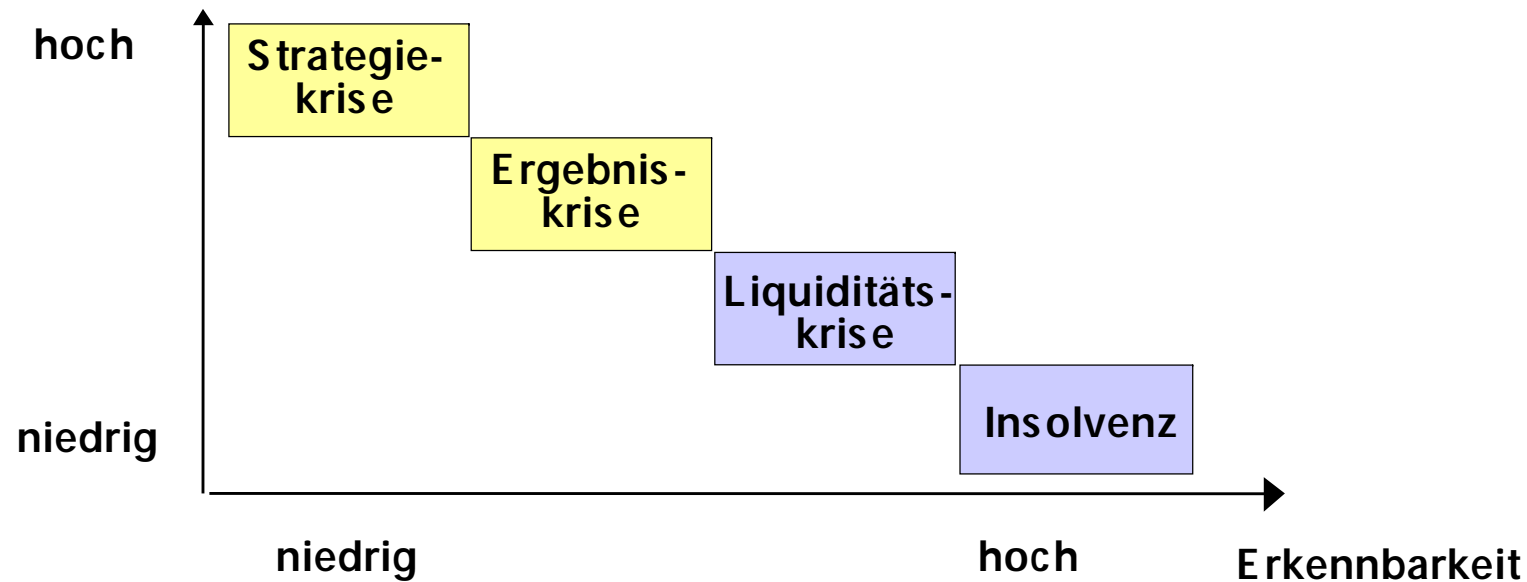 hoch
Strategie-
krise
Ergebnis-
krise
Liquiditäts-
krise
niedrig
Insolvenz
niedrig
hoch
Erkennbarkeit